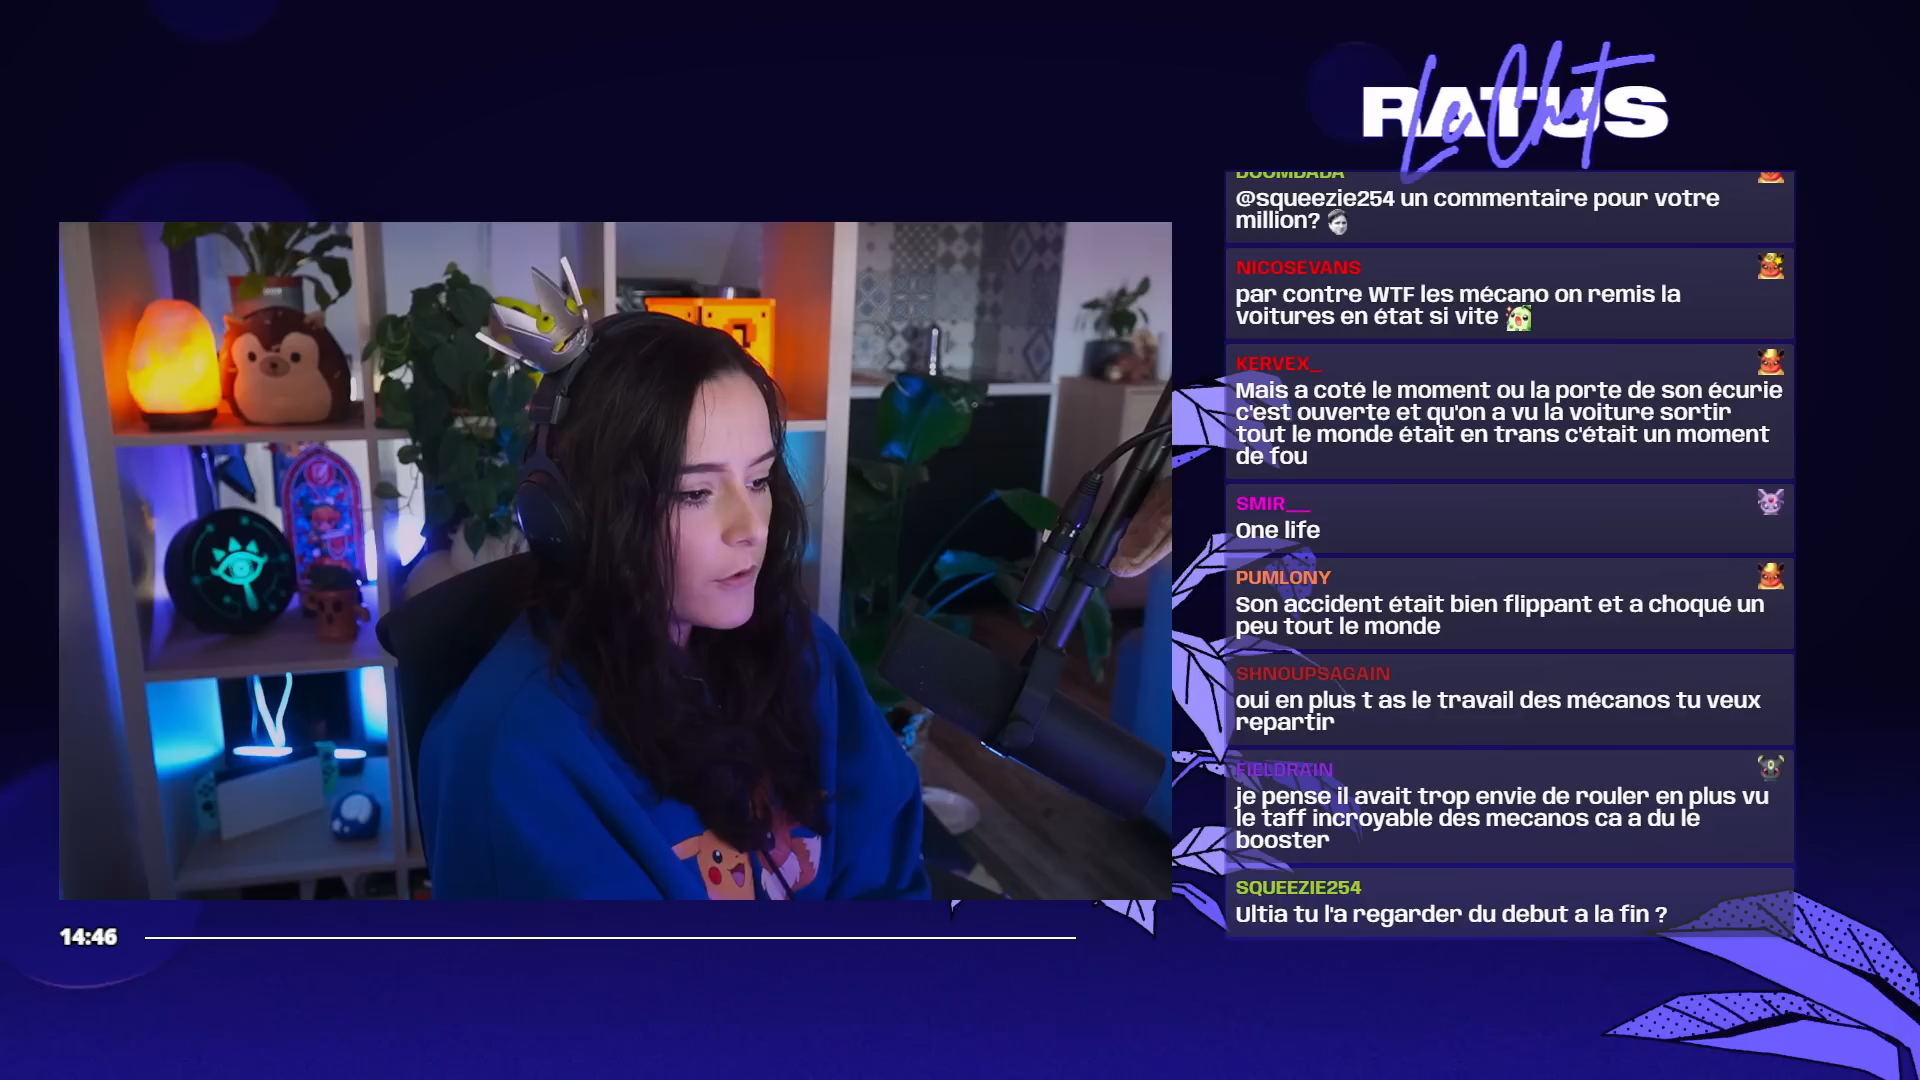 RATUS
Le Chat
BOOMBABA
@squeezie254 un commentaire pour votre
million?
NICOSEVANS
par contre WTF les mécano on remis la
voitures en état si vite
KERVEX_
Mais a coté le moment ou la porte de son écurie
c'est ouverte et qu'on a vu la voiture sortir
tout le monde était en trans c'était un moment
de fou
SMIR__
One life
PUMLONY
Son accident était bien flippant et a choqué un
peu tout le monde
SHNOUPSAGAIN
oui en plus t as le travail des mécanos tu veux
repartir
FIELDRAIN
je pense il avait trop envie de rouler en plus vu
le taff incroyable des mecanos ca a du le
booster
SQUEEZIE254
Ultia tu l'a regarder du debut a la fin ?
14:46